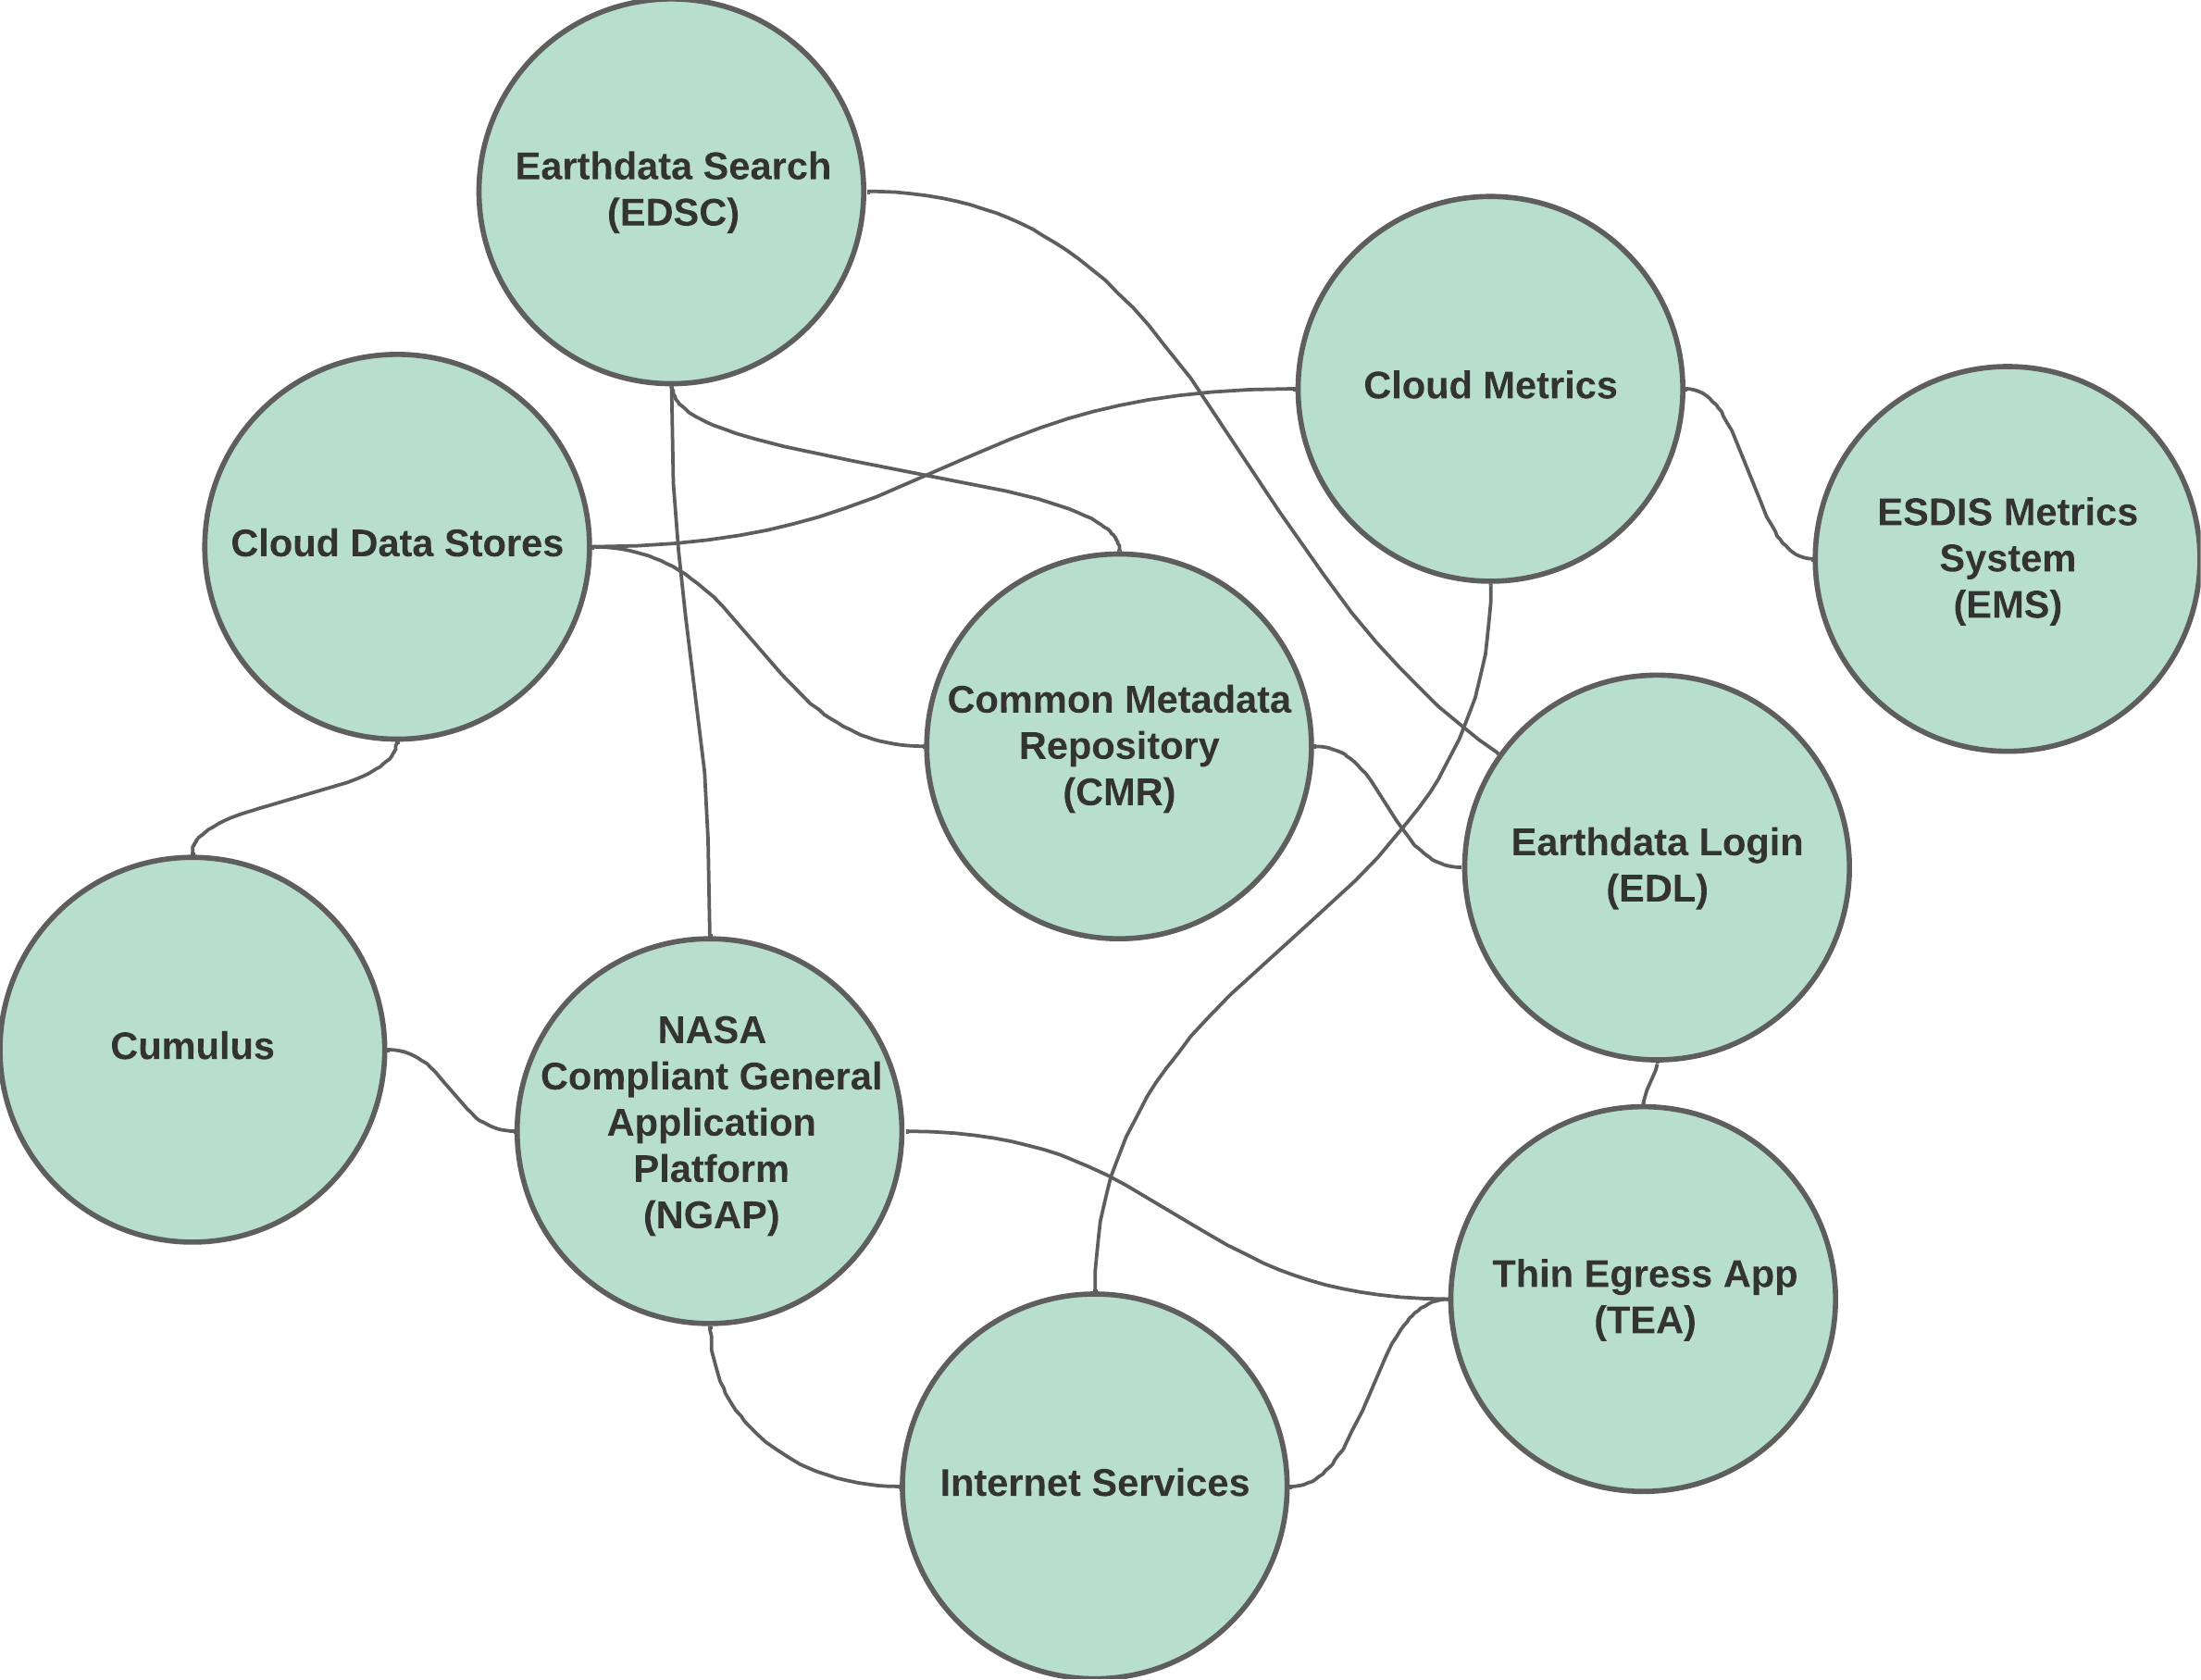 Earthdata Search
(EDSC)
Cloud Metrics
Cloud Data Stores
ESDIS Metrics
System
(EMS)
Common Metadata
Repository
(CMR)
Earthdata Login
(EDL)
Cumulus
NASA
Compliant General
Application
Platform
(NGAP)
Thin Egress App
(TEA)
Internet Services